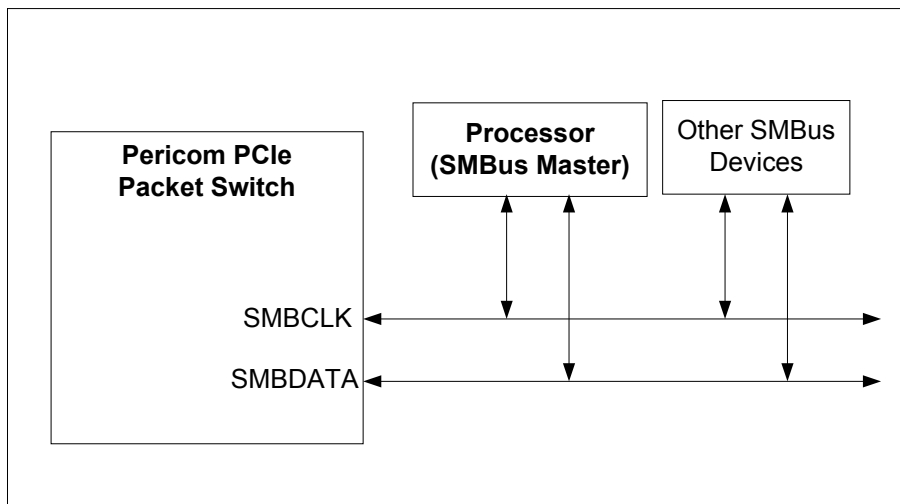 Pericom PCIe
Packet Switch
Processor
(SMBus Master)
Other SMBus
Devices
SMBCLK
SMBDATA